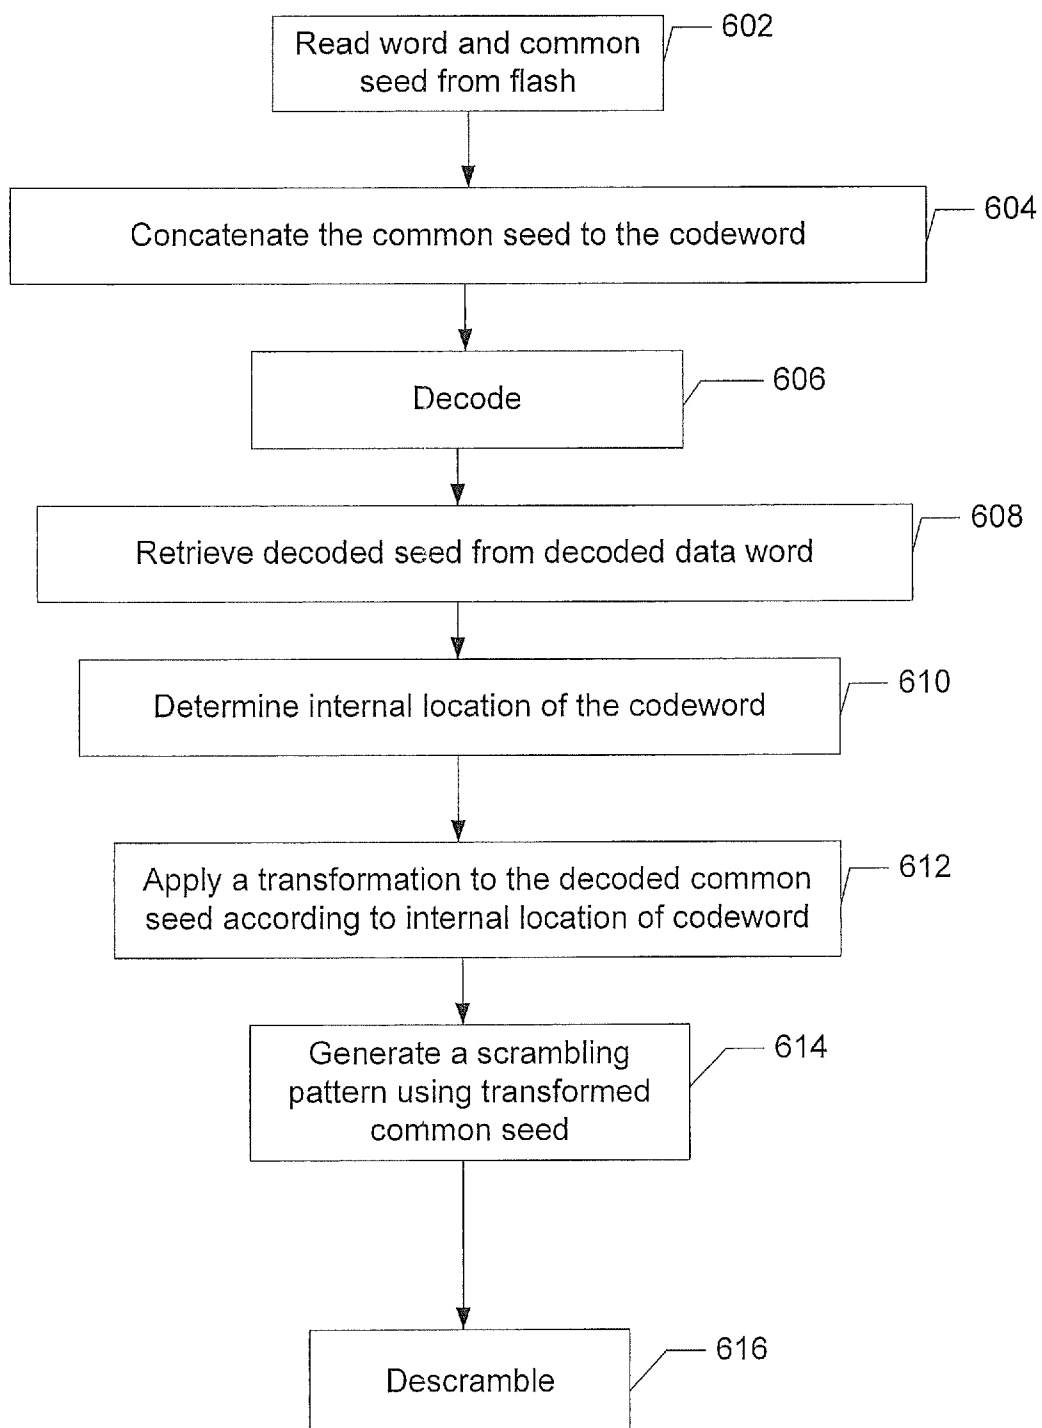 Read word and common
seed from flash
602
Concatenate the common seed to the codeword
604
Decode
606
Retrieve decoded seed from decoded data word
608
Determine internal location of the codeword
610
Apply a transformation to the decoded common
seed according to internal location of codeword
612
Generate a scrambling
pattern using transformed
common seed
614
Descramble
616